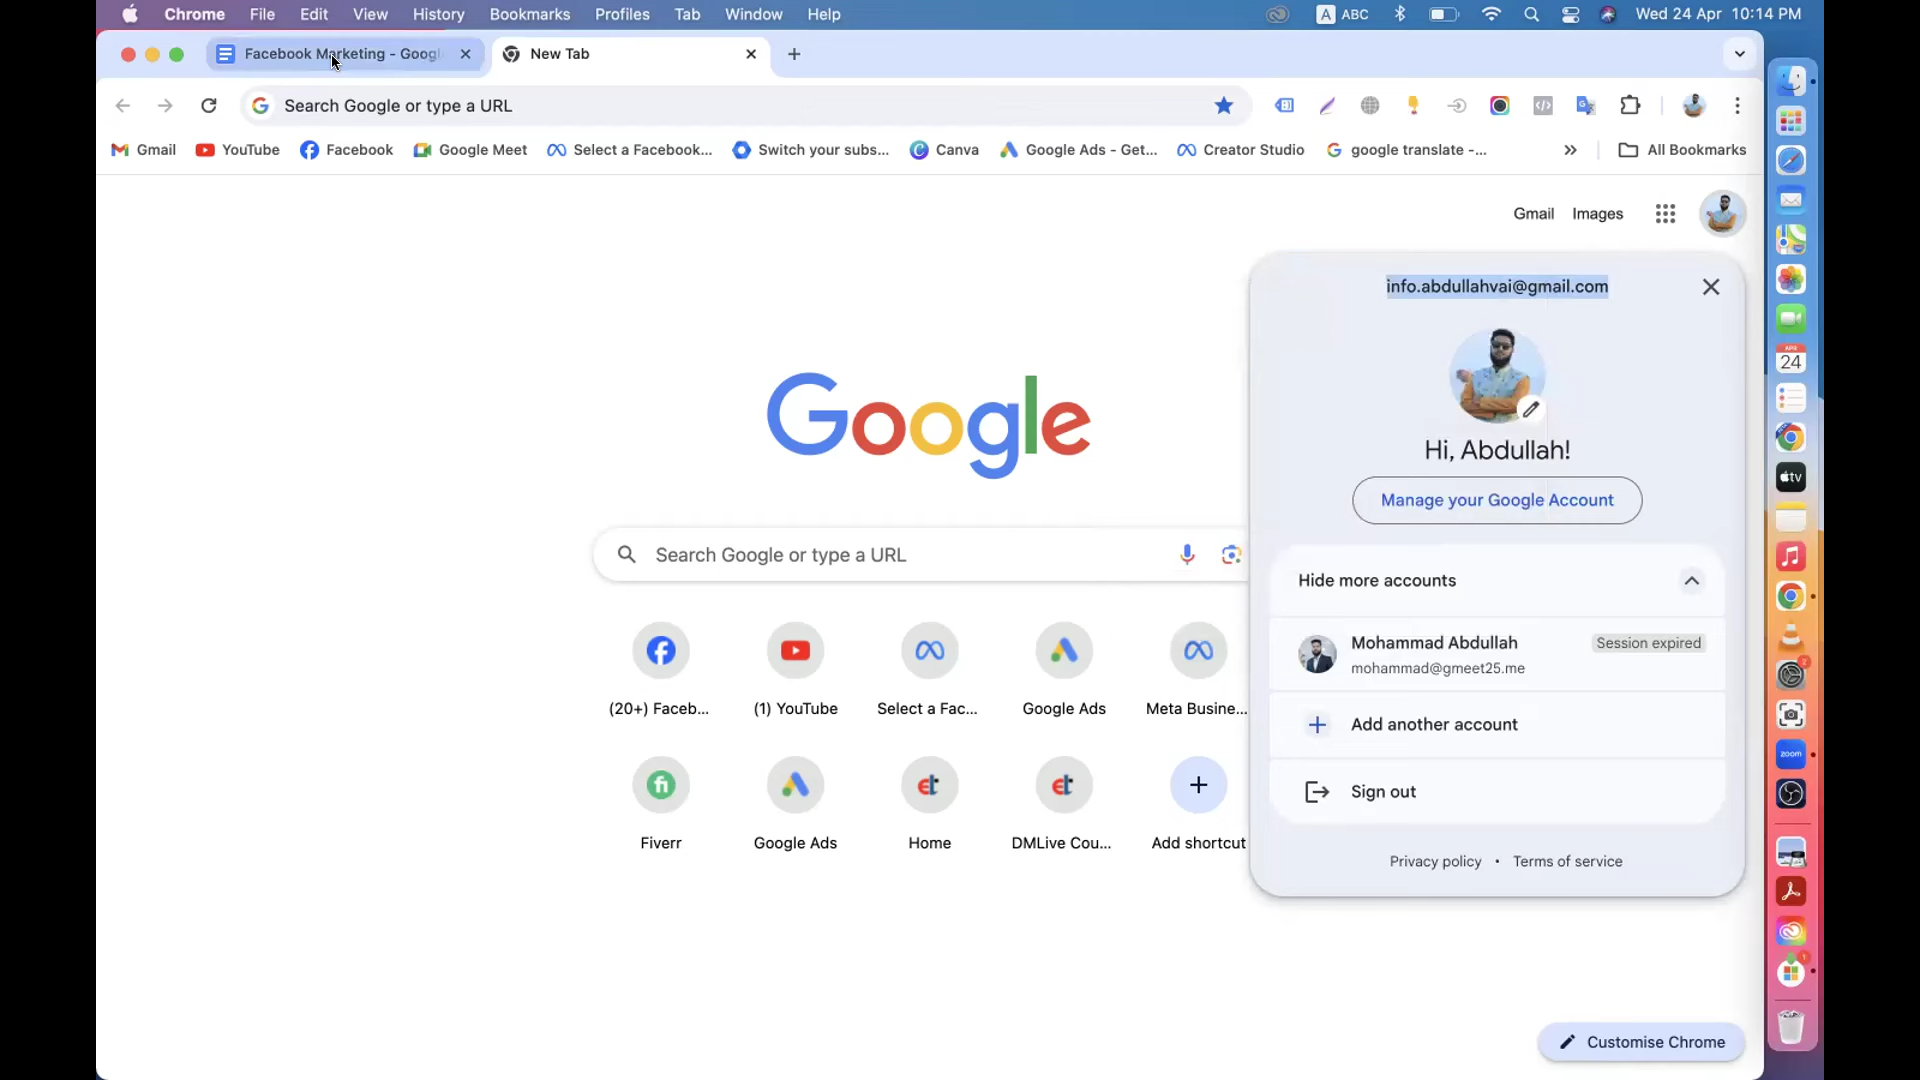 Chrome File Edit View History Bookmarks Profiles Tab Window Help A ABC Wed 24 Apr 10:14 PM
Facebook Marketing - Googl New Tab
Search Google or type a URL
Gmail YouTube Facebook Google Meet Select a Facebook... Switch your subs... Canva Google Ads - Get... Creator Studio google translate -... All Bookmarks
Gmail Images
info.abdullahvai@gmail.com
Hi, Abdullah!
Manage your Google Account
Google
Search Google or type a URL
Hide more accounts
Mohammad Abdullah Session expired
mohammad@gmeet25.me
Add another account
Sign out
Privacy policy • Terms of service
(20+) Faceb... (1) YouTube Select a Fac... Google Ads Meta Busine...
Fiverr Google Ads Home DMLive Cou... Add shortcut
Customise Chrome
APR
24
tv
zoom